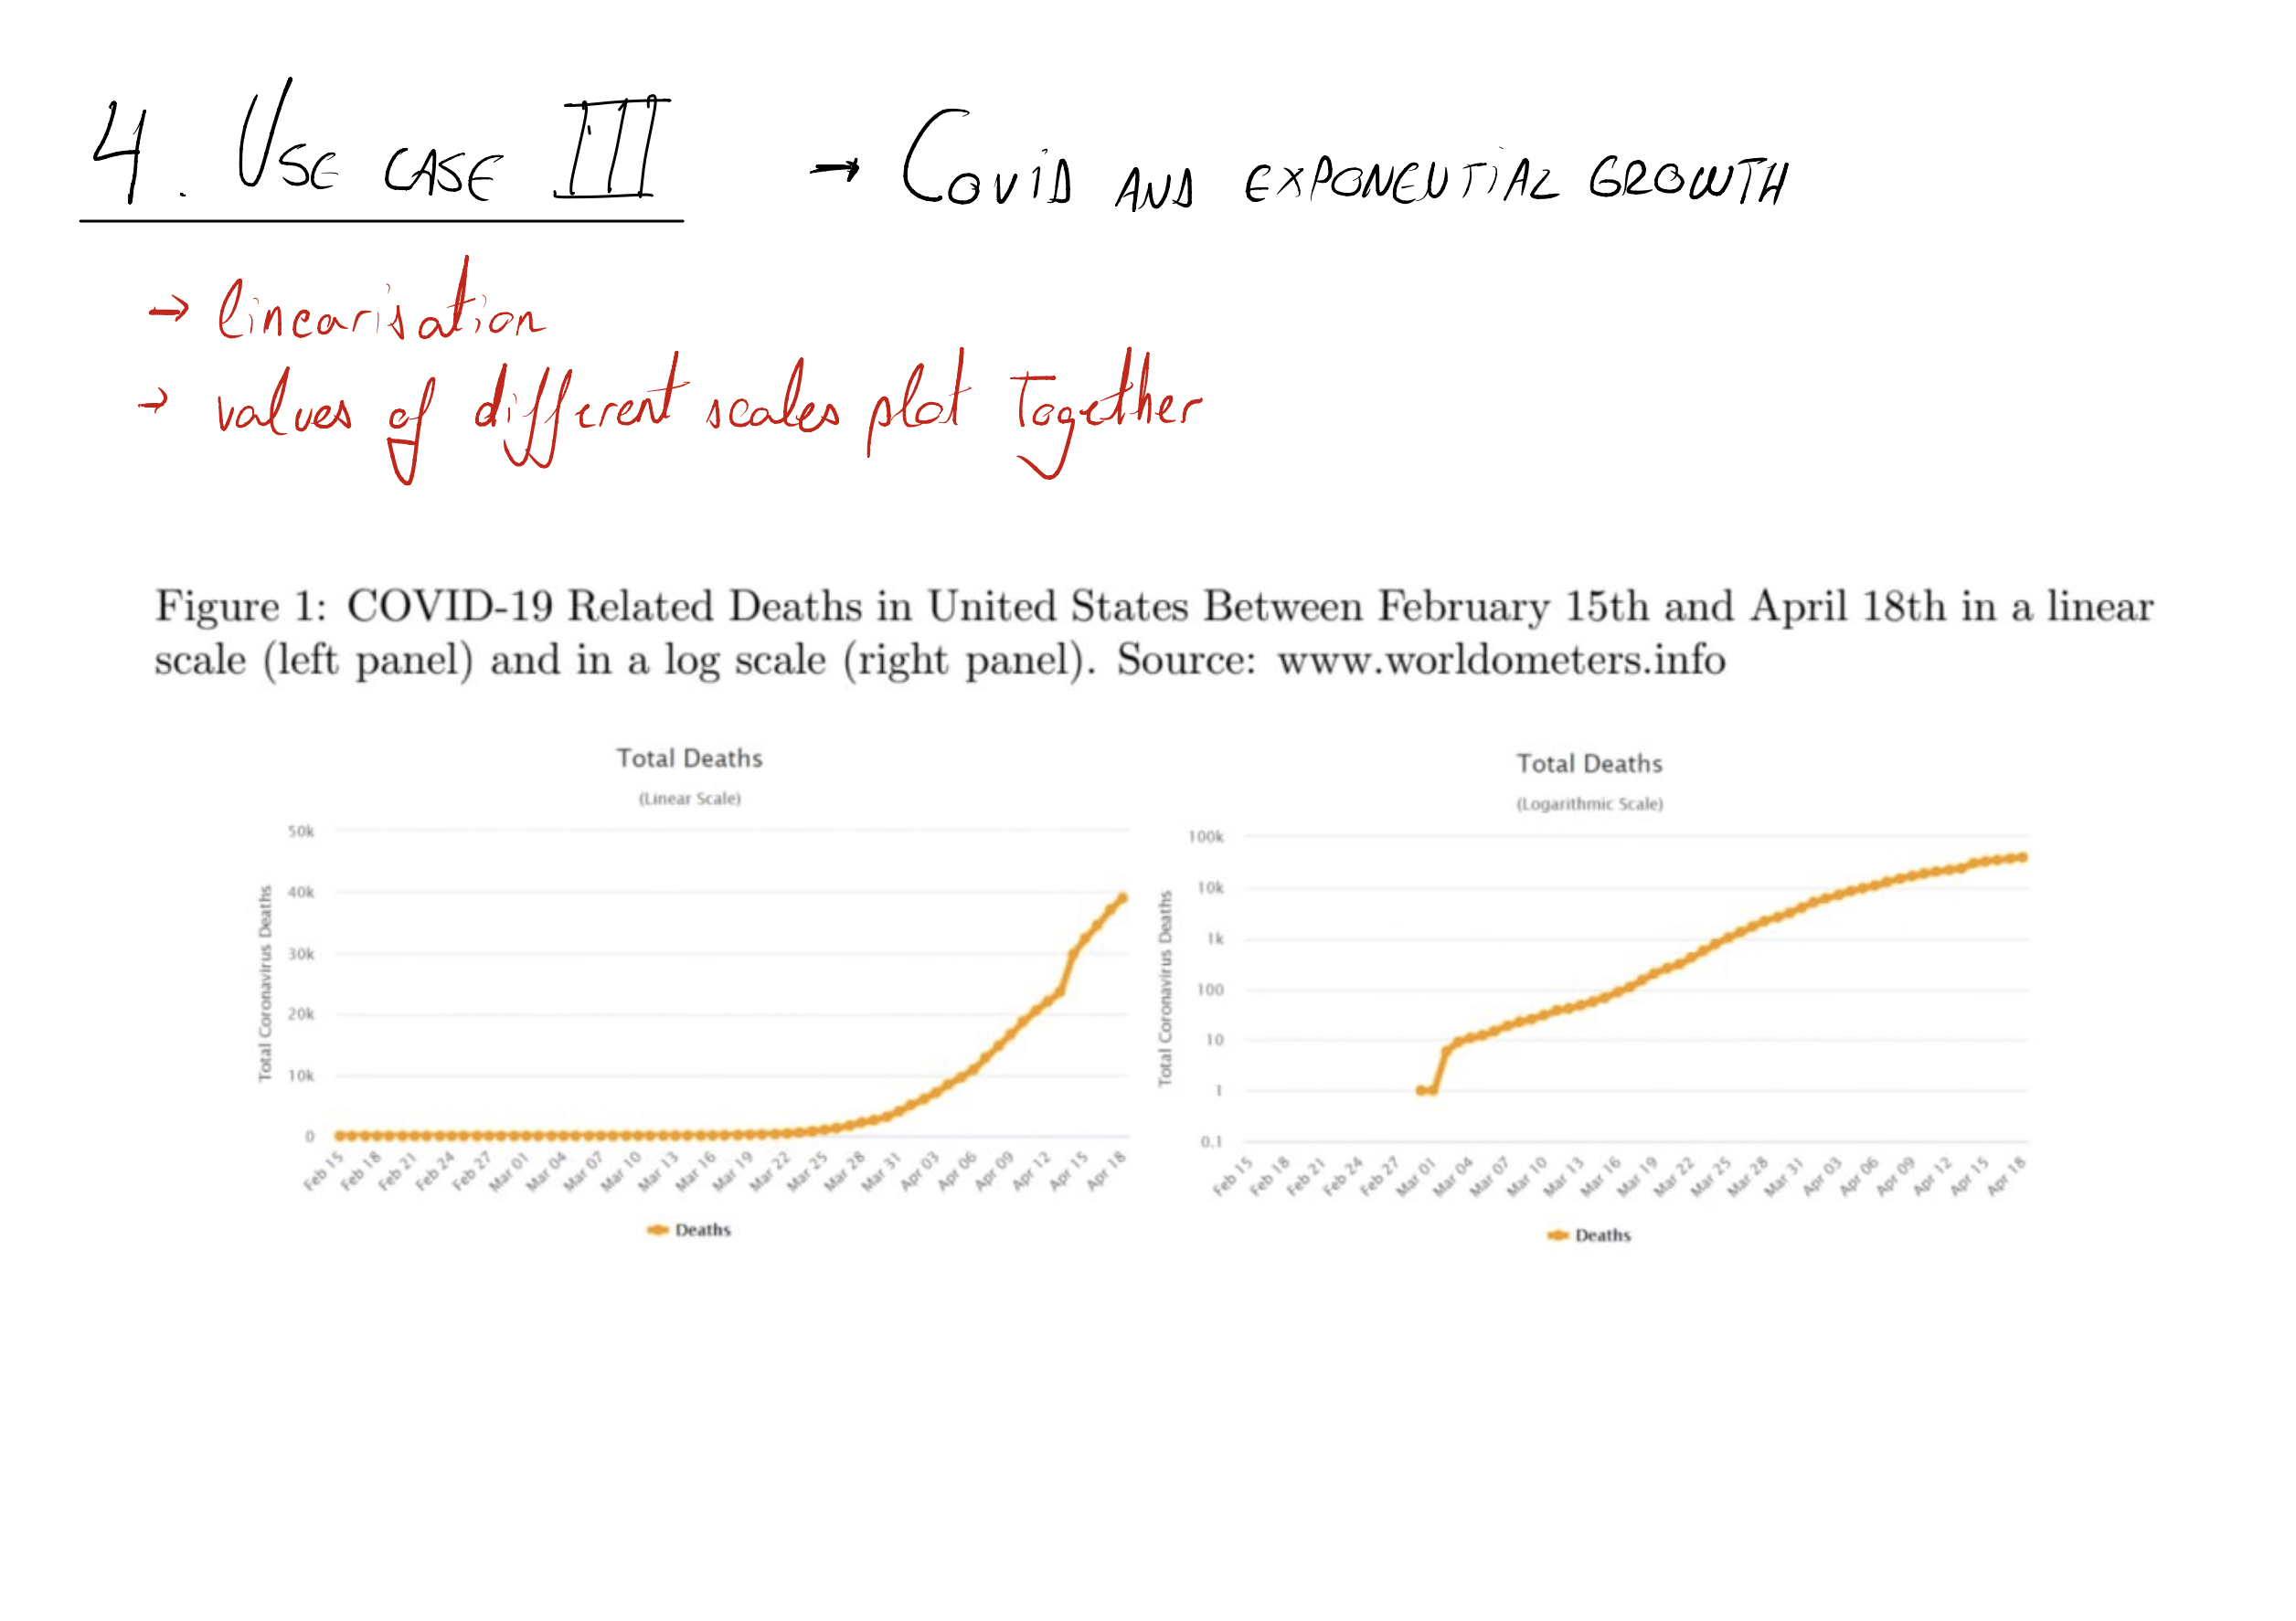 4. USE CASE III → COVID AND EXPONENTIAL GROWTH
→ linearisation
→ values of different scales plot together
Figure 1: COVID-19 Related Deaths in United States Between February 15th and April 18th in a linear
scale (left panel) and in a log scale (right panel). Source: www.worldometers.info
Total Deaths
(Linear Scale)
Total Coronavirus Deaths
50k
40k
30k
20k
10k
0
Feb 15 Feb 18 Feb 21 Feb 24 Feb 27 Mar 01 Mar 04 Mar 07 Mar 10 Mar 13 Mar 16 Mar 19 Mar 22 Mar 25 Mar 28 Mar 31 Apr 03 Apr 06 Apr 09 Apr 12 Apr 15 Apr 18
Deaths
Total Deaths
(Logarithmic Scale)
Total Coronavirus Deaths
100k
10k
1k
100
10
1
0.1
Feb 15 Feb 18 Feb 21 Feb 24 Feb 27 Mar 01 Mar 04 Mar 07 Mar 10 Mar 13 Mar 16 Mar 19 Mar 22 Mar 25 Mar 28 Mar 31 Apr 03 Apr 06 Apr 09 Apr 12 Apr 15 Apr 18
Deaths